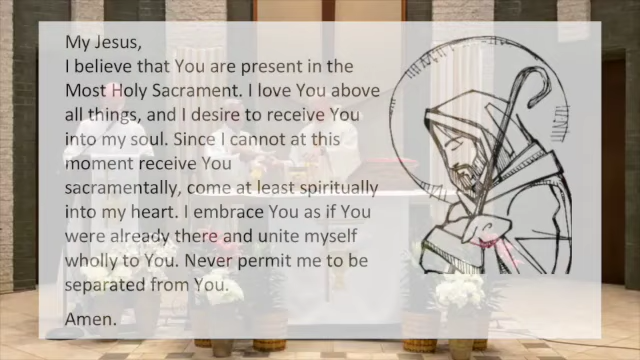 My Jesus,
I believe that You are present in the
Most Holy Sacrament. I love You above
all things, and I desire to receive You
into my soul. Since I cannot at this
moment receive You
sacramentally, come at least spiritually
into my heart. I embrace You as if You
were already there and unite myself
wholly to You. Never permit me to be
separated from You.
Amen.